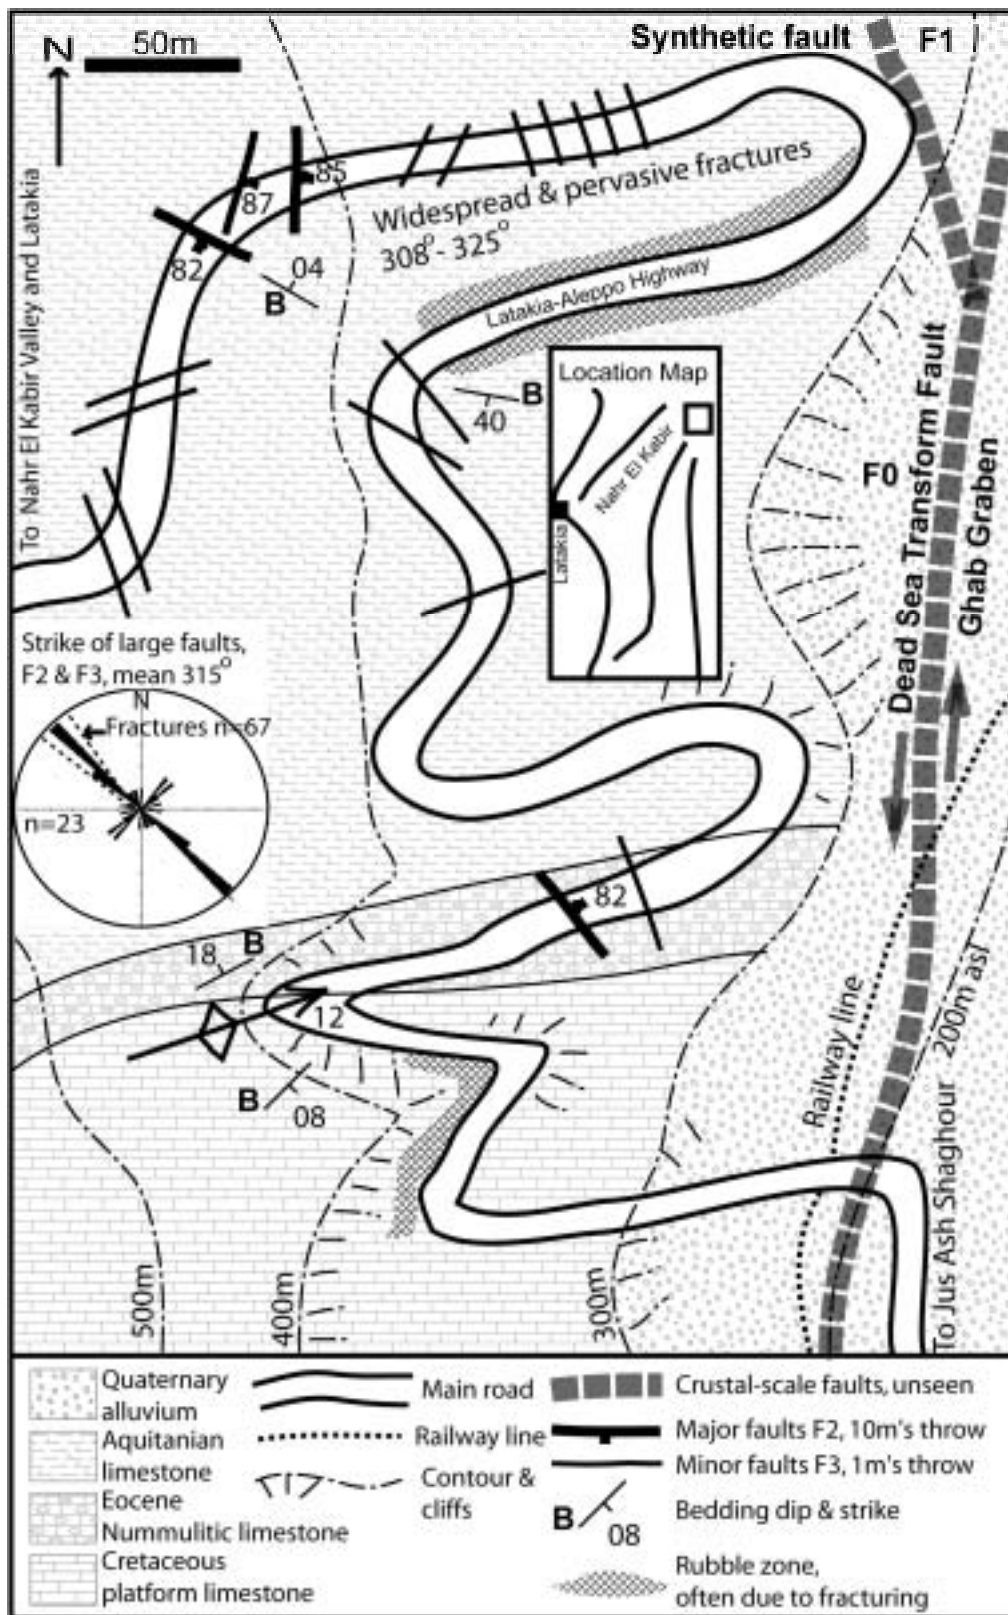 N
50m
Synthetic fault
F1
To Nahr El Kabir Valley and Latakia
85
87
82
04
B
Widespread & pervasive fractures
308°- 325°
Latakia-Aleppo Highway
B
40
Location Map
Nahr El Kabir
Latakia
F0
Dead Sea Transform Fault
Ghab Graben
Strike of large faults,
F2 & F3, mean 315°
N
Fractures n=67
n=23
82
18
B
12
B
08
Railway line
200m asl
To Jus Ash Shaghour
500m
400m
300m
Quaternary
alluvium
Aquitanian
limestone
Eocene
Nummulitic limestone
Cretaceous
platform limestone
Main road
Railway line
Contour &
cliffs
Crustal-scale faults, unseen
Major faults F2, 10m's throw
Minor faults F3, 1m's throw
B
08
Bedding dip & strike
Rubble zone,
often due to fracturing